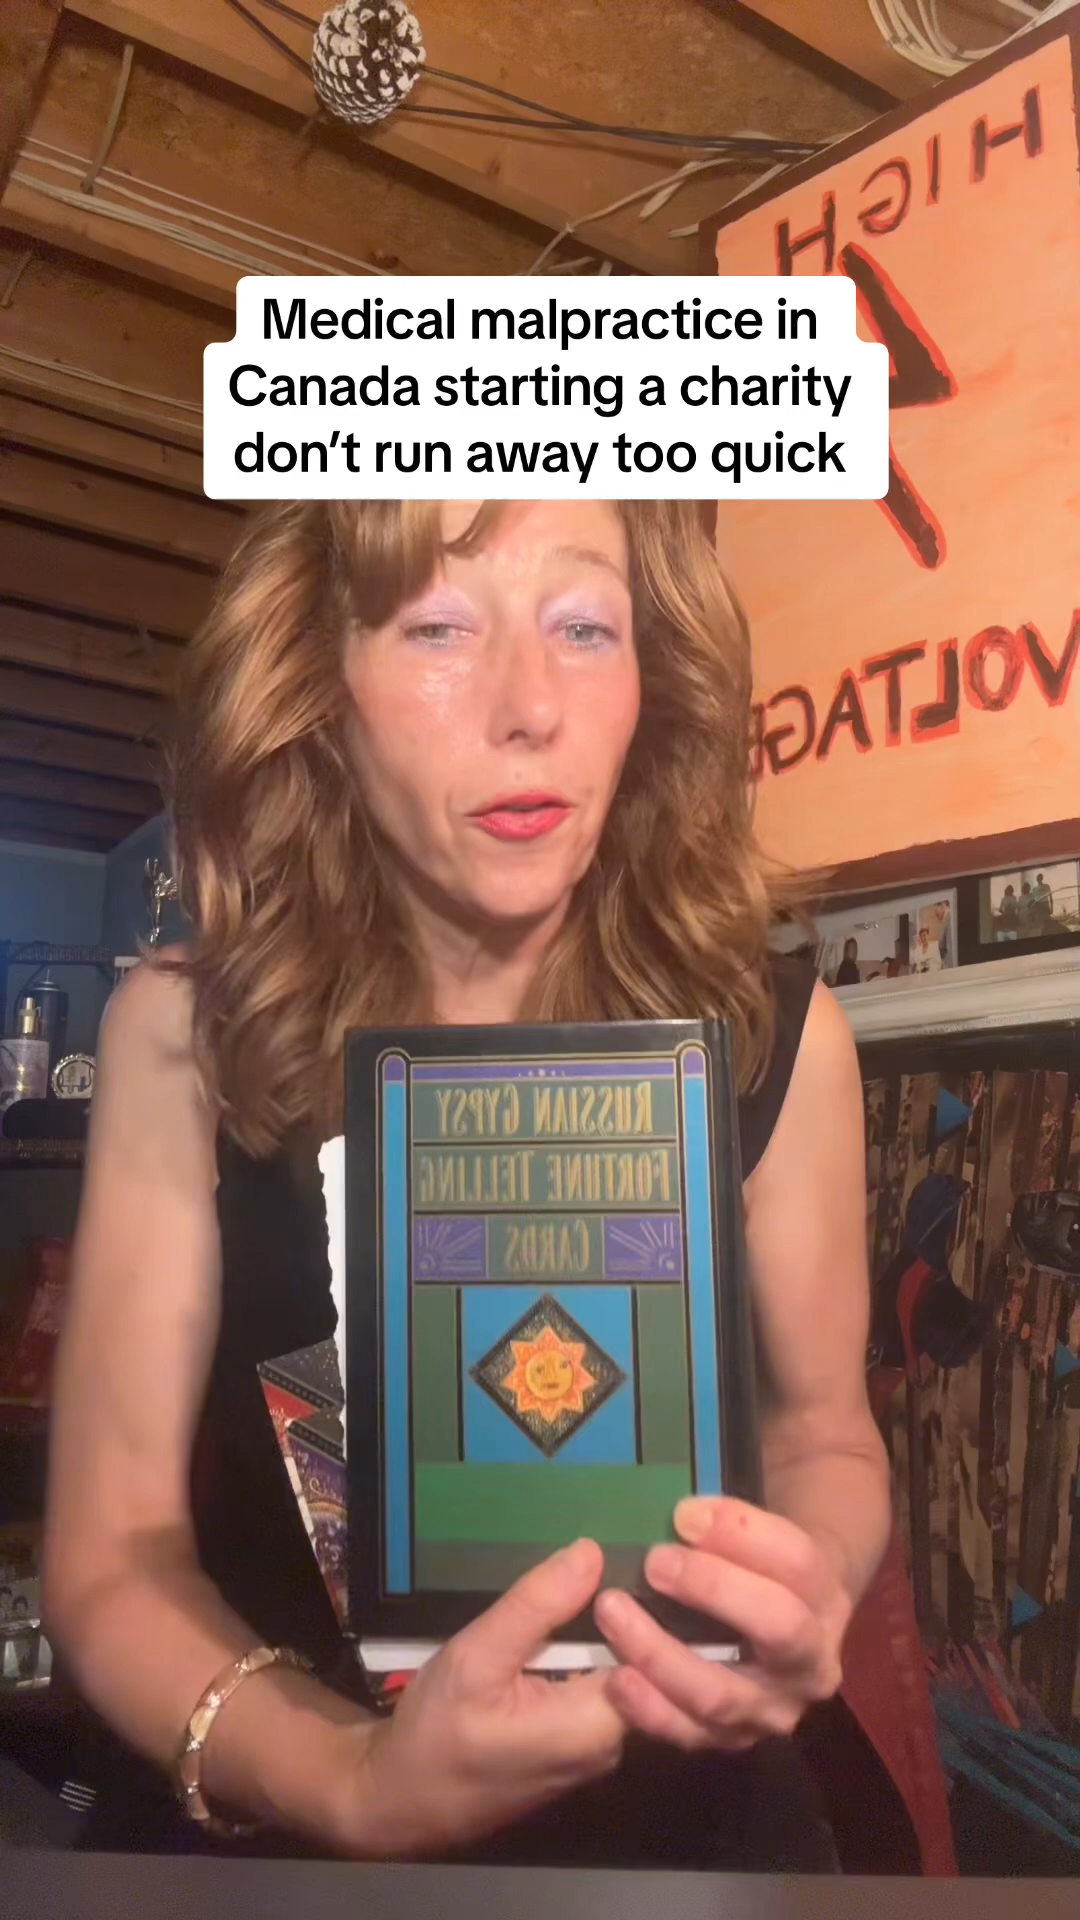 HIGH
Medical malpractice in
Canada starting a charity
don’t run away too quick
VOLTAGE
RUSSIAN GYPSY
FORTUNE TELLING
CARDS